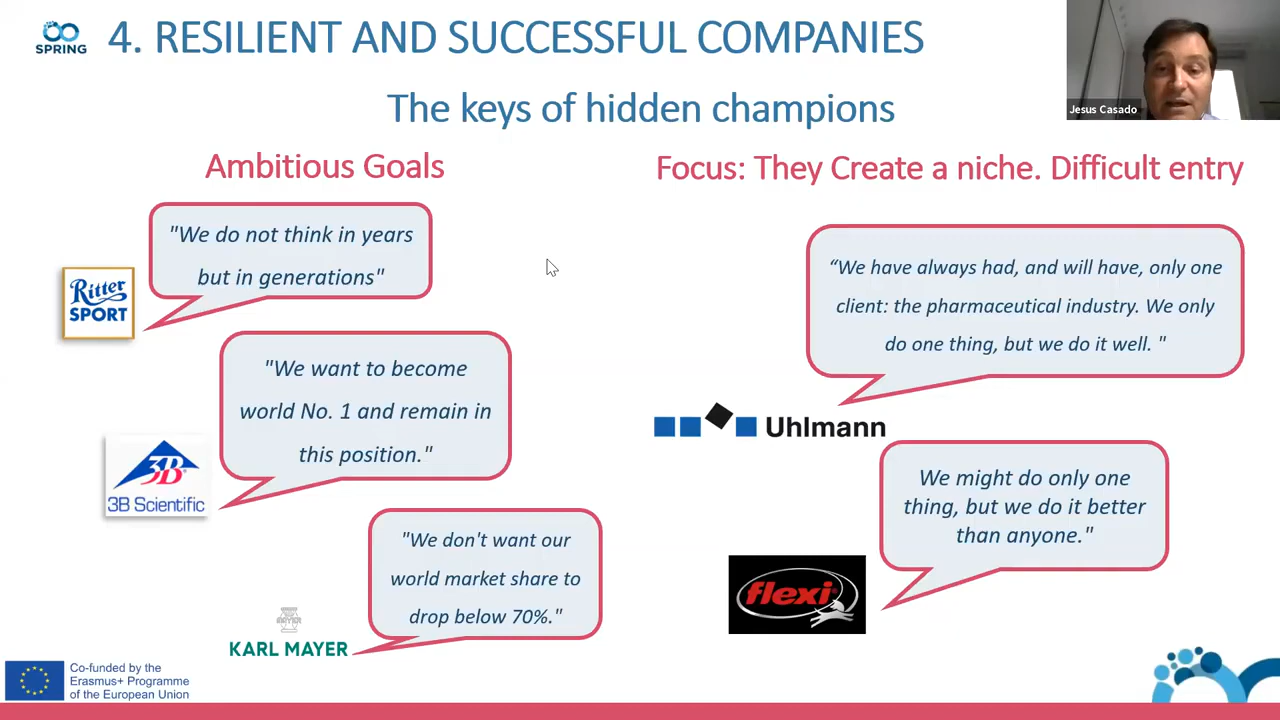 SPRING
4. RESILIENT AND SUCCESSFUL COMPANIES
Jesus Casado
The keys of hidden champions
Ambitious Goals
"We do not think in years
but in generations"
Ritter
SPORT
"We want to become
world No. 1 and remain in
this position."
3B
3B Scientific
"We don't want our
world market share to
drop below 70%."
KARL MAYER
Focus: They Create a niche. Difficult entry
“We have always had, and will have, only one
client: the pharmaceutical industry. We only
do one thing, but we do it well. "
Uhlmann
We might do only one
thing, but we do it better
than anyone."
flexi
Co-funded by the
Erasmus+ Programme
of the European Union